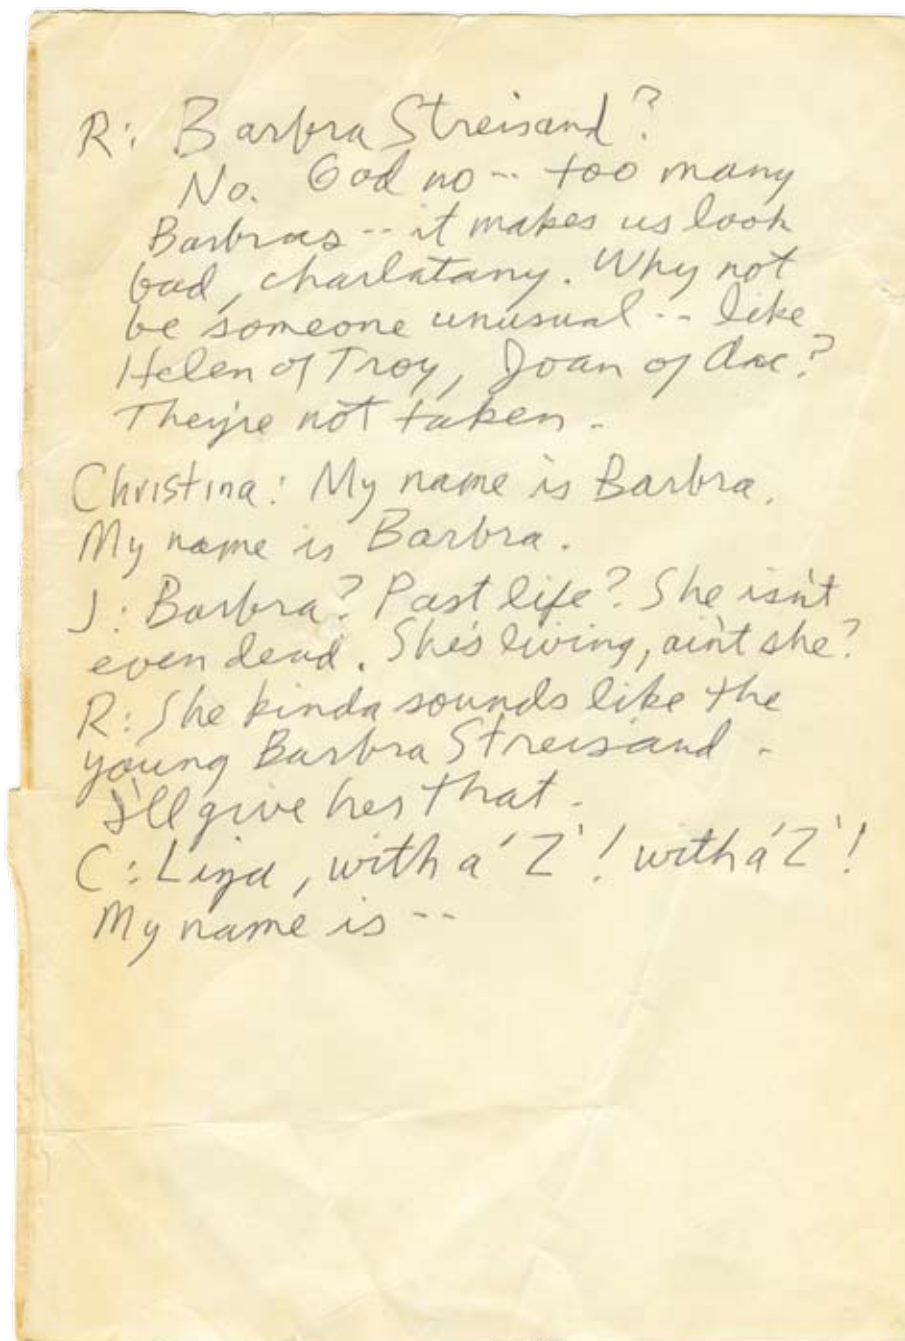 R: Barbra Streisand?
No. God no -- too many
Barbras -- it makes us look
bad, charlatany. Why not
be someone unusual -- like
Helen of Troy, Joan of Arc?
They're not taken -
Christina: My name is Barbra.
My name is Barbra.
J: Barbra? Past life? She isn't
even dead. She's living, ain't she?
R: She kinda sounds like the
young Barbra Streisand -
I'll give her that -
C: Liza, with a 'Z'! with a 'Z'!
My name is --